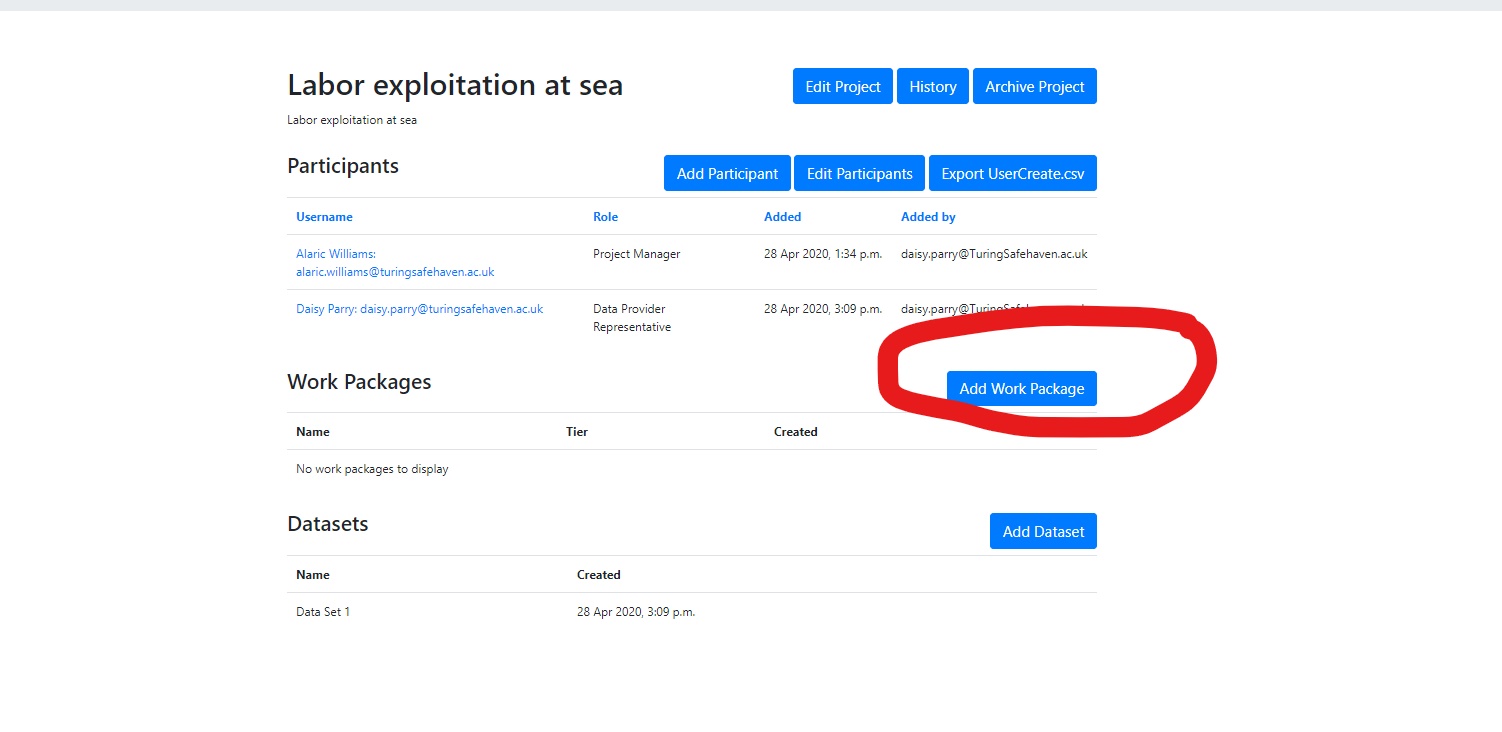 Labor exploitation at sea
Edit Project
History
Archive Project
Labor exploitation at sea
Participants
Add Participant
Edit Participants
Export UserCreate.csv
Username Role Added Added by
Alaric Williams: Project Manager 28 Apr 2020, 1:34 p.m. daisy.parry@TuringSafehaven.ac.uk
alaric.williams@turingsafehaven.ac.uk
Daisy Parry: daisy.parry@turingsafehaven.ac.uk Data Provider 28 Apr 2020, 3:09 p.m. daisy.parry@TuringSafehaven.ac.uk
Representative
Work Packages
Add Work Package
Name Tier Created
No work packages to display
Datasets
Add Dataset
Name Created
Data Set 1 28 Apr 2020, 3:09 p.m.